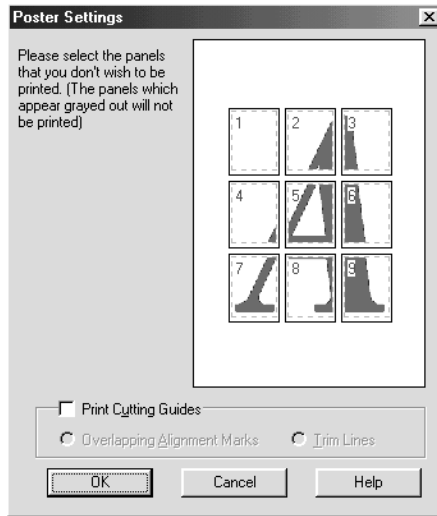 Poster Settings
Please select the panels
that you don't wish to be
printed. (The panels which
appear grayed out will not
be printed)
1 2 3
4 5 6
7 8 9
Print Cutting Guides
Overlapping Alignment Marks Trim Lines
OK Cancel Help